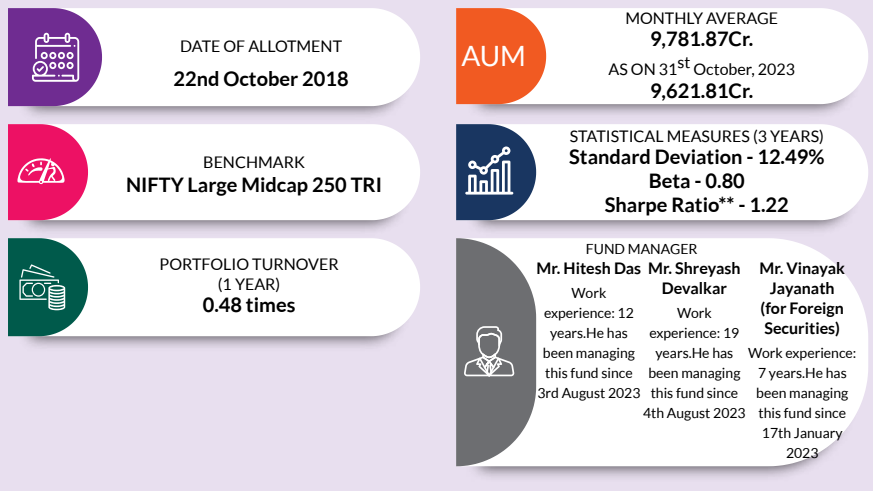 DATE OF ALLOTMENT
22nd October 2018
BENCHMARK
NIFTY Large Midcap 250 TRI
PORTFOLIO TURNOVER
(1 YEAR)
0.48 times
AUM
MONTHLY AVERAGE
9,781.87Cr.
AS ON 31st October, 2023
9,621.81Cr.
STATISTICAL MEASURES (3 YEARS)
Standard Deviation - 12.49%
Beta - 0.80
Sharpe Ratio** - 1.22
FUND MANAGER
Mr. Hitesh Das
Work
experience: 12
years.He has
been managing
this fund since
3rd August 2023
Mr. Shreyash
Devalkar
Work
experience: 19
years.He has
been managing
this fund since
4th August 2023
Mr. Vinayak
Jayanath
(for Foreign
Securities)
Work experience:
7 years.He has
been managing
this fund since
17th January
2023